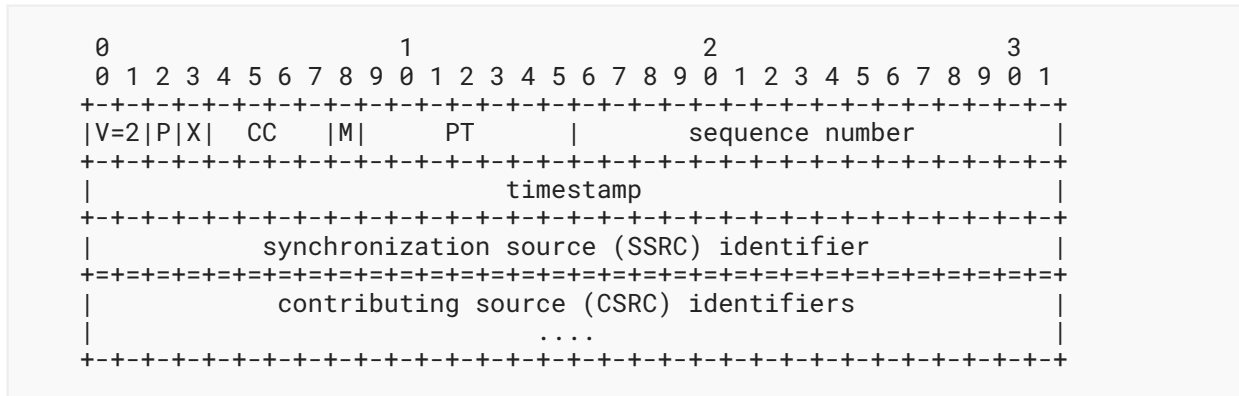 0                   1                   2                   3
 0 1 2 3 4 5 6 7 8 9 0 1 2 3 4 5 6 7 8 9 0 1 2 3 4 5 6 7 8 9 0 1
+-+-+-+-+-+-+-+-+-+-+-+-+-+-+-+-+-+-+-+-+-+-+-+-+-+-+-+-+-+-+-+-+
|V=2|P|X|  CC   |M|     PT      |       sequence number         |
+-+-+-+-+-+-+-+-+-+-+-+-+-+-+-+-+-+-+-+-+-+-+-+-+-+-+-+-+-+-+-+-+
|                           timestamp                           |
+-+-+-+-+-+-+-+-+-+-+-+-+-+-+-+-+-+-+-+-+-+-+-+-+-+-+-+-+-+-+-+-+
|           synchronization source (SSRC) identifier            |
+=+=+=+=+=+=+=+=+=+=+=+=+=+=+=+=+=+=+=+=+=+=+=+=+=+=+=+=+=+=+=+=+
|            contributing source (CSRC) identifiers             |
|                             ....                              |
+-+-+-+-+-+-+-+-+-+-+-+-+-+-+-+-+-+-+-+-+-+-+-+-+-+-+-+-+-+-+-+-+